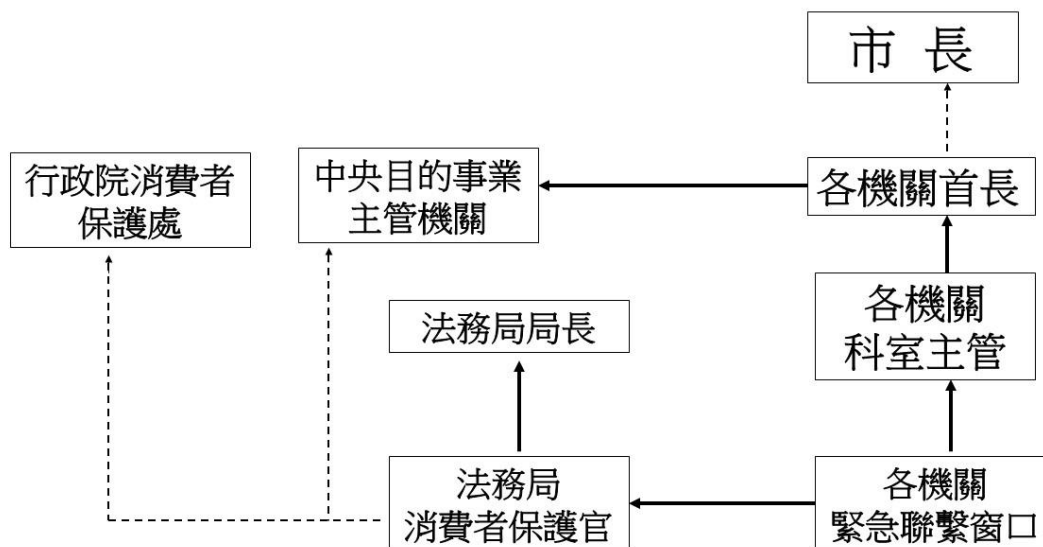 市 長
行政院消費者
保護處
中央目的事業
主管機關
各機關首長
各機關
科室主管
法務局局長
法務局
消費者保護官
各機關
緊急聯繫窗口